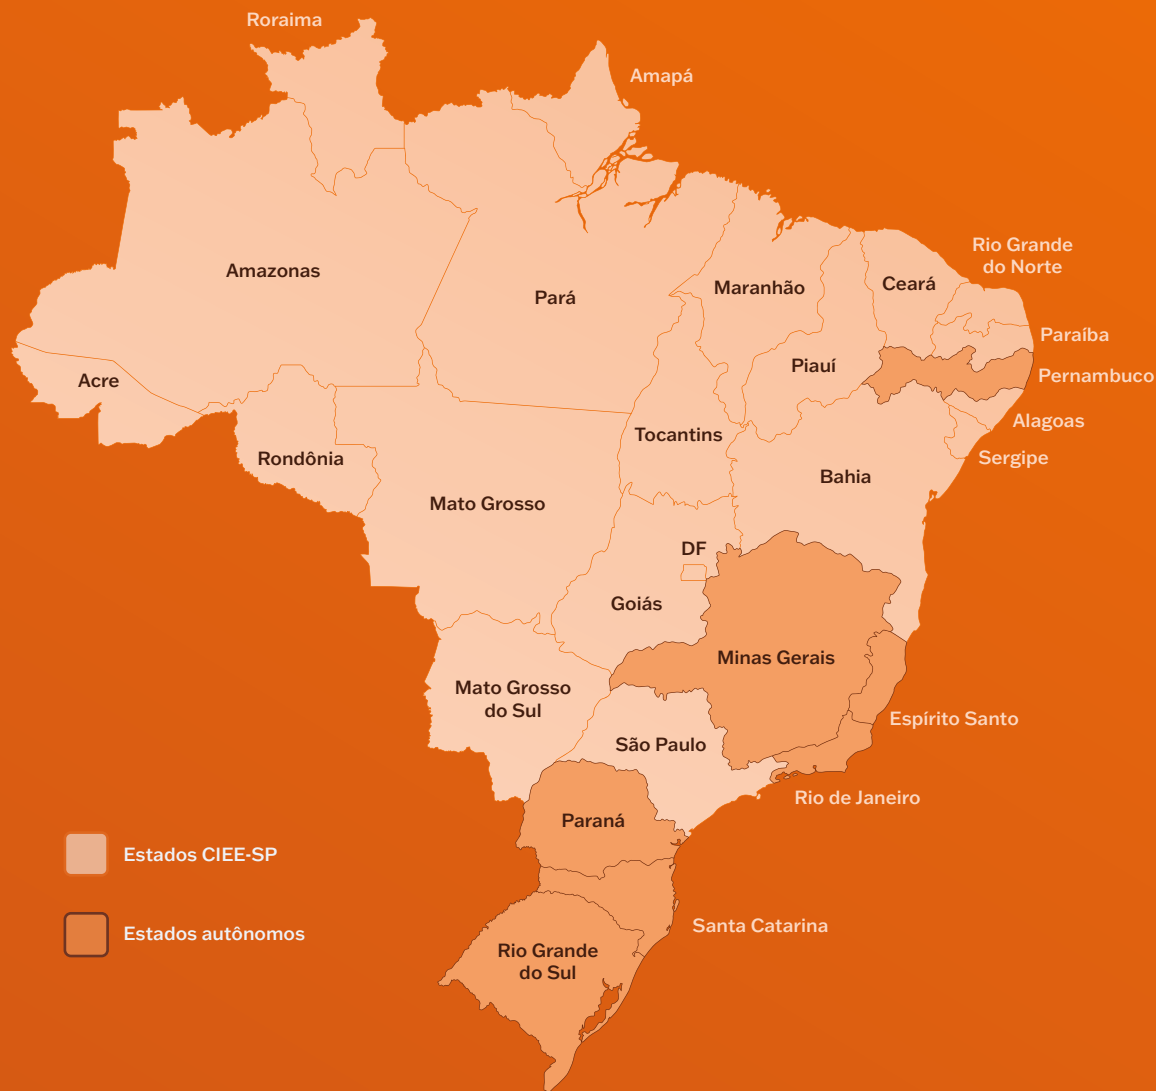 Roraima
Amapá
Rio Grande
do Norte
Amazonas
Pará
Maranhão
Ceará
Paraíba
Piauí
Pernambuco
Acre
Alagoas
Tocantins
Sergipe
Rondônia
Bahia
Mato Grosso
DF
Goiás
Minas Gerais
Mato Grosso
do Sul
Espírito Santo
São Paulo
Rio de Janeiro
Paraná
Estados CIEE-SP
Santa Catarina
Estados autônomos
Rio Grande
do Sul